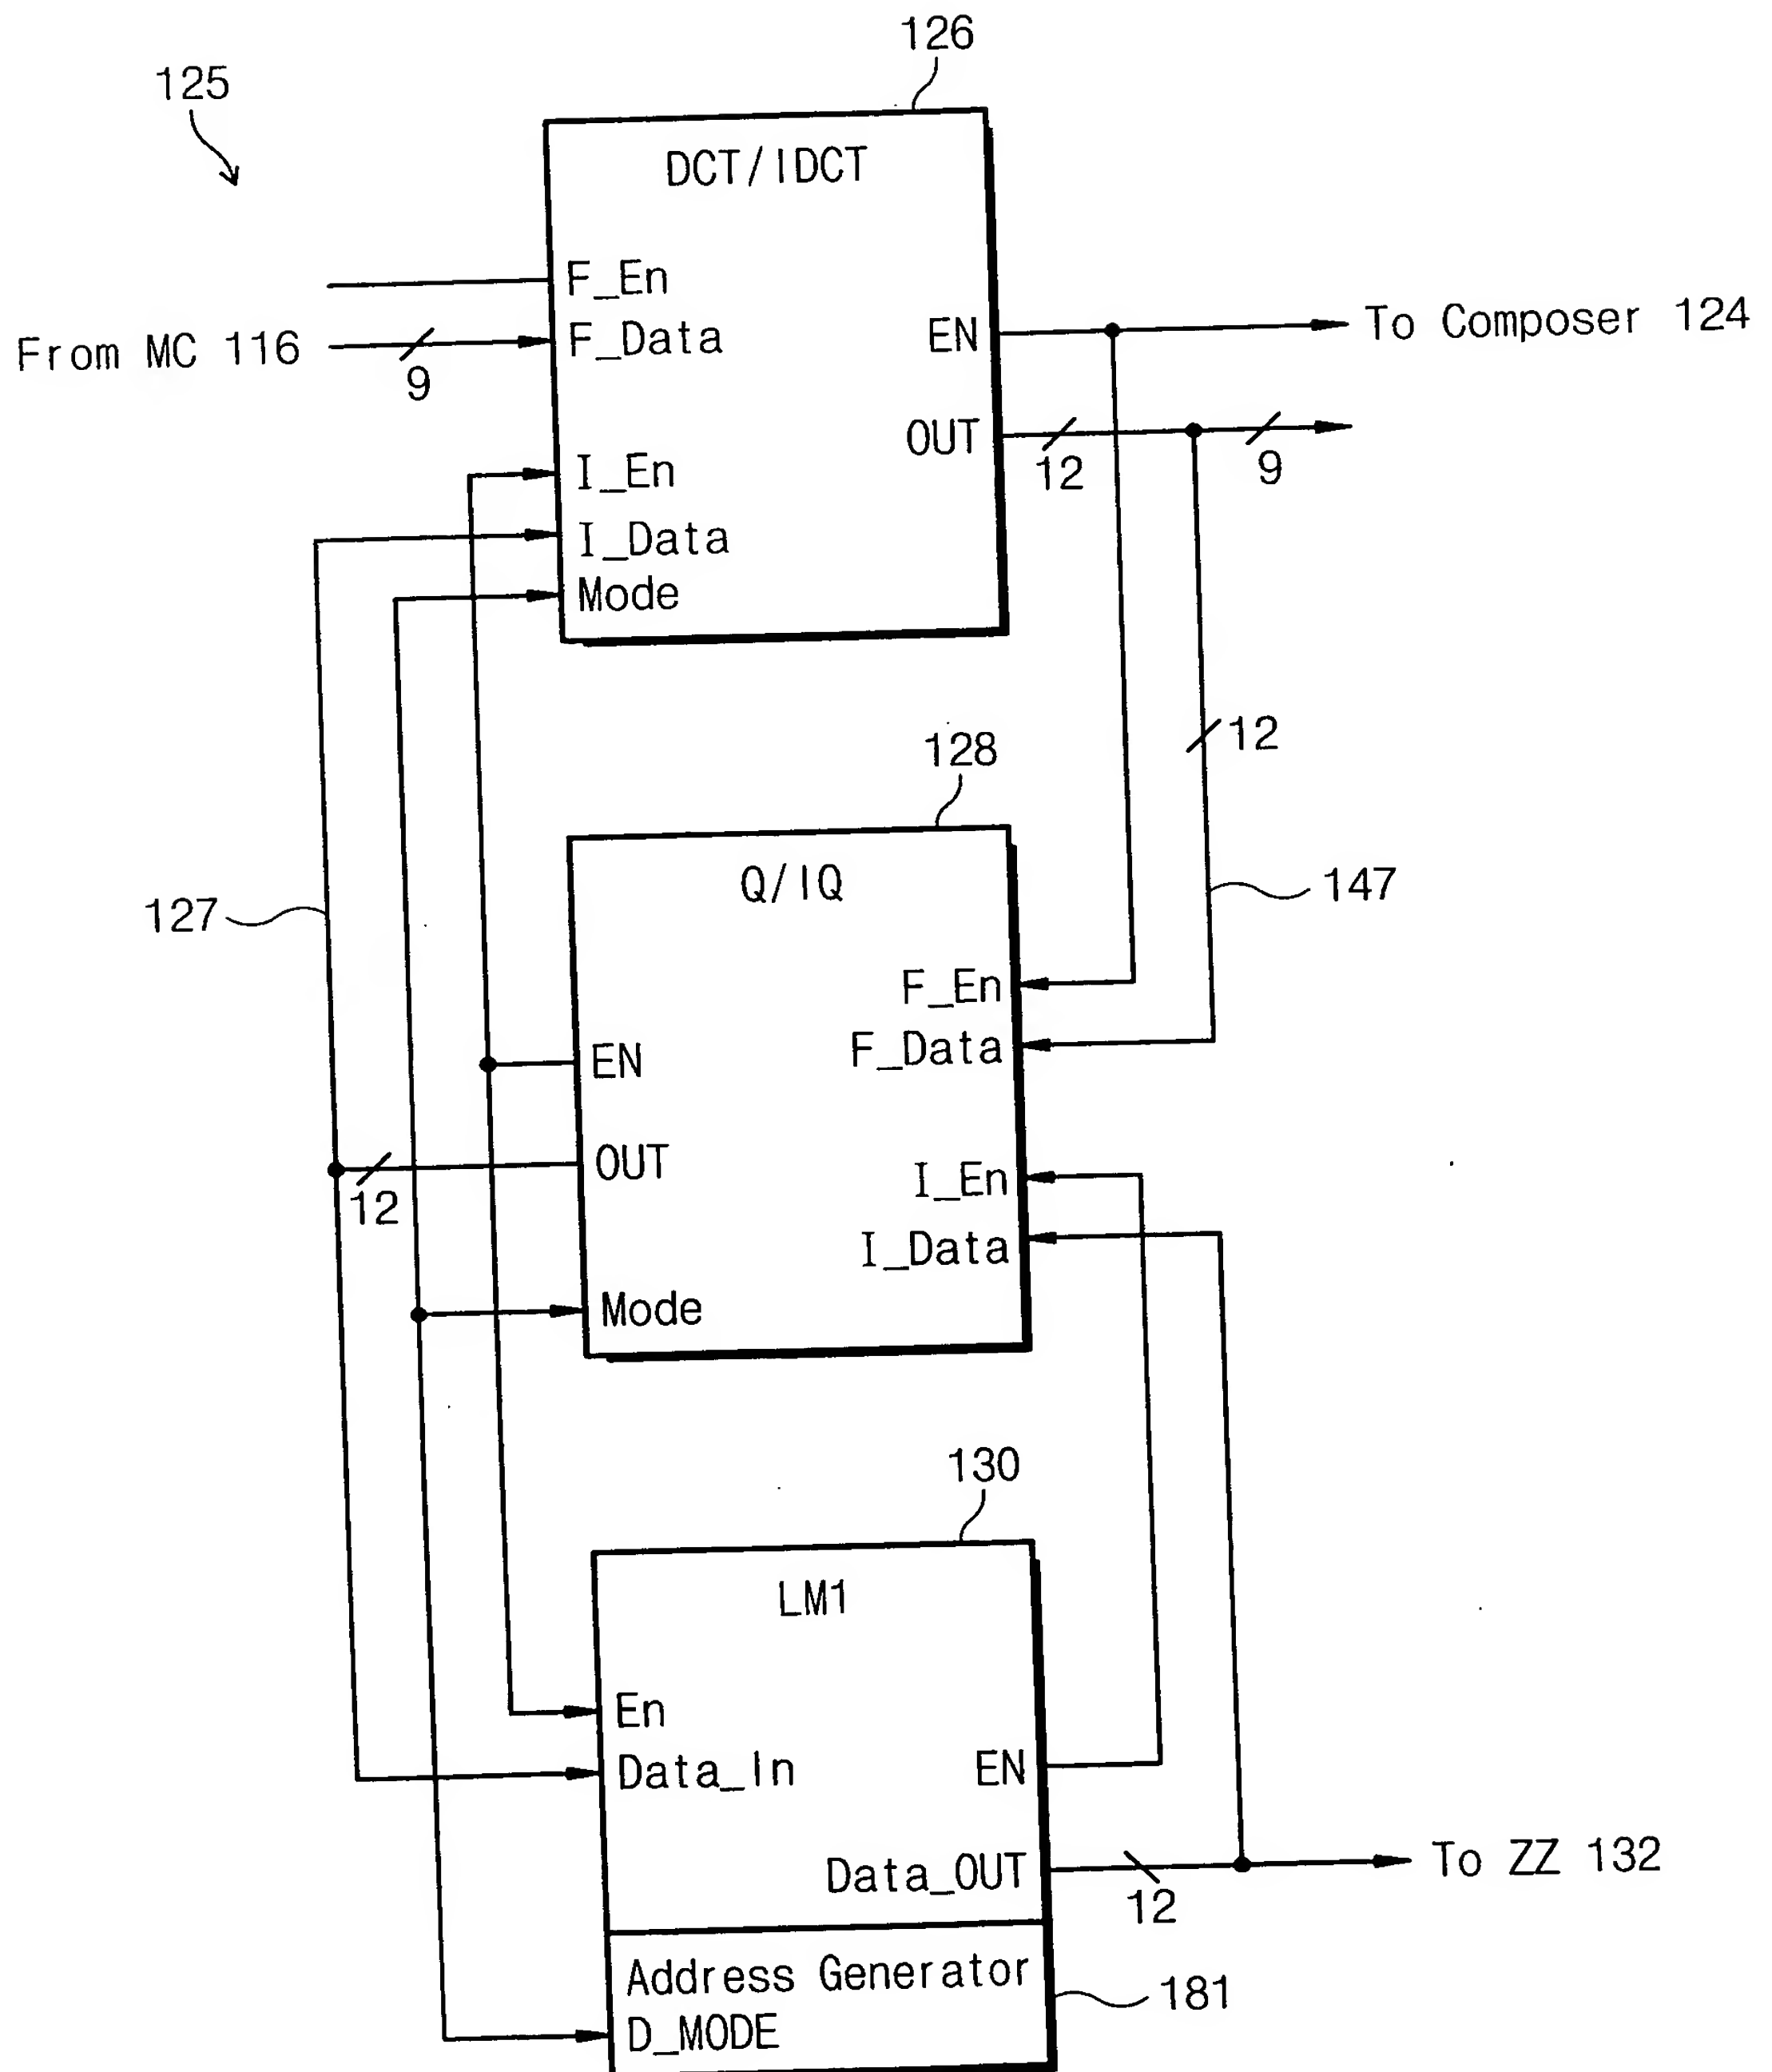 126
125
DCT/IDCT
F_En
From MC 116
9
F_Data
EN
To Composer 124
OUT
12
9
I_En
I_Data
Mode
12
128
Q/IQ
127
147
F_En
F_Data
EN
OUT
12
I_En
I_Data
Mode
130
LM1
En
Data_In
EN
Data_OUT
12
To ZZ 132
Address Generator
181
D_MODE